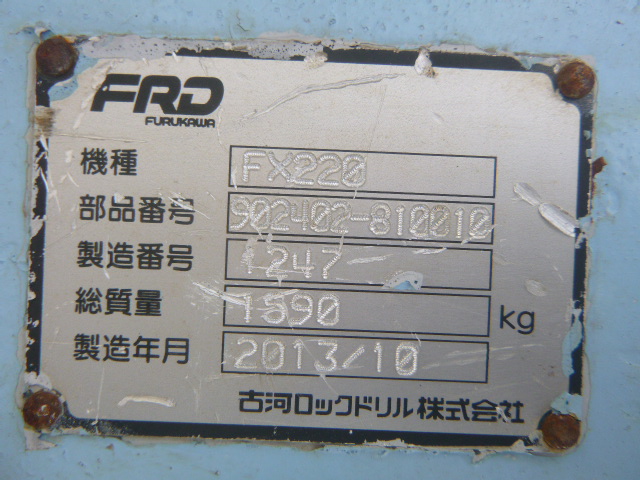 FRD
FURUKAWA
機種 FX220
部品番号 902402-810010
製造番号 1247
総質量 1590 kg
製造年月 2013/10
古河ロックドリル株式会社